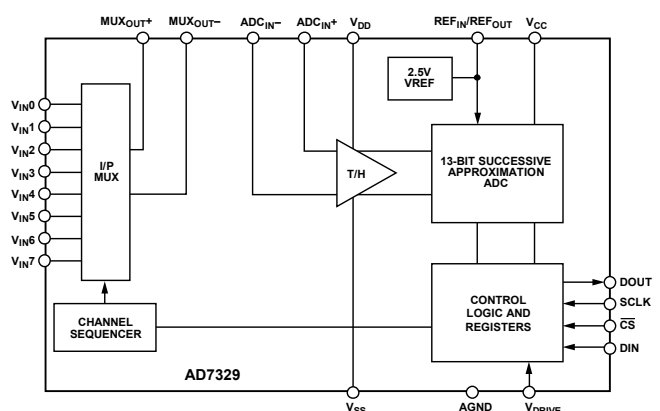 MUXOUT+ MUXOUT– ADCIN– ADCIN+ VDD REFIN/REFOUT VCC
2.5V
VREF
VIN0
VIN1
VIN2
VIN3
VIN4
VIN5
VIN6
VIN7
I/P
MUX
T/H
13-BIT SUCCESSIVE
APPROXIMATION
ADC
CHANNEL
SEQUENCER
CONTROL
LOGIC AND
REGISTERS
DOUT
SCLK
CS
DIN
AD7329
VSS AGND VDRIVE